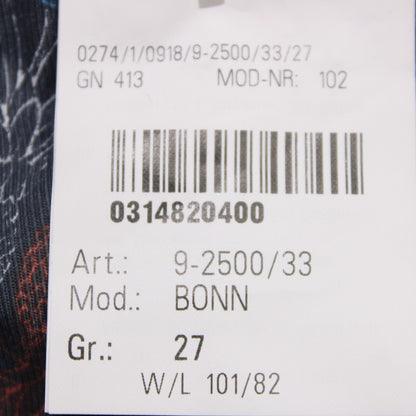 0274/1/0918/9-2500/33/27
GN 413 MOD-NR: 102
0314820400
Art.: 9-2500/33
Mod.: BONN
Gr.: 27
W/L 101/82